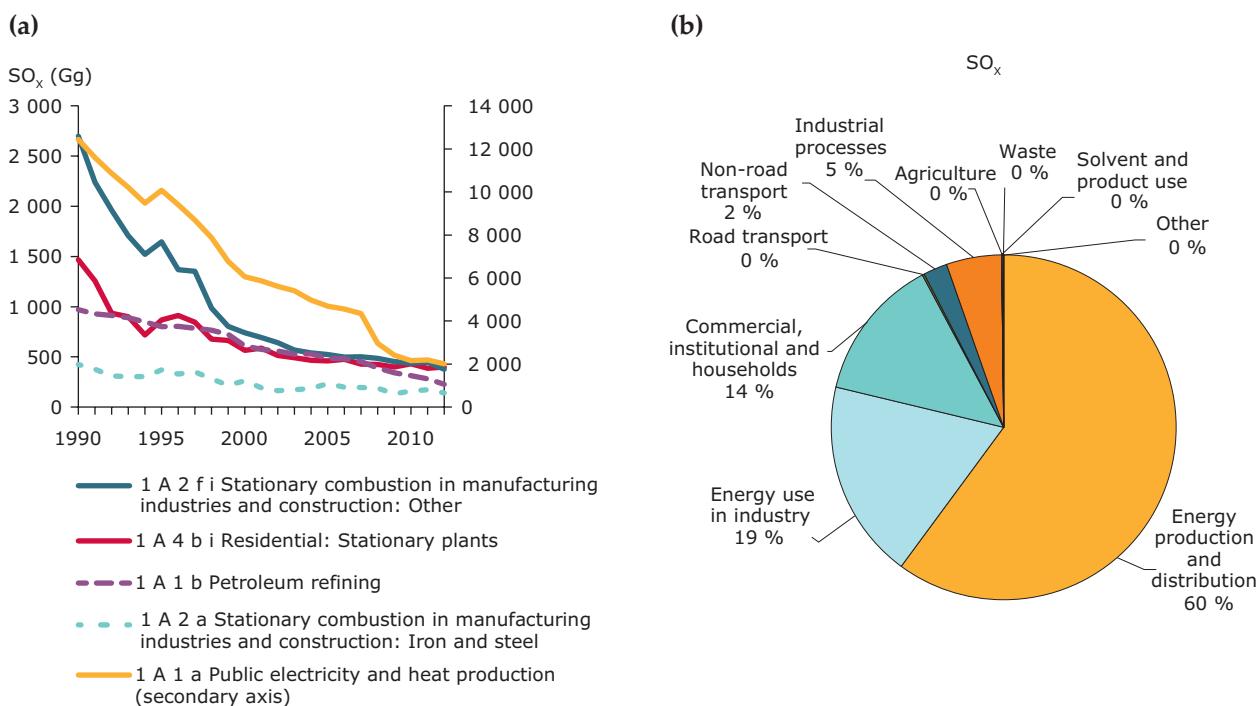 (a)
SOX (Gg)
3 000
2 500
2 000
1 500
1 000
500
0
14 000
12 000
10 000
8 000
6 000
4 000
2 000
0
1990 1995 2000 2005 2010
1 A 2 f i Stationary combustion in manufacturing
industries and construction: Other
1 A 4 b i Residential: Stationary plants
1 A 1 b Petroleum refining
1 A 2 a Stationary combustion in manufacturing
industries and construction: Iron and steel
1 A 1 a Public electricity and heat production
(secondary axis)
(b)
SOX
Industrial
processes
5 %
Non-road
transport
2 %
Road transport
0 %
Agriculture
0 %
Waste
0 %
Solvent and
product use
0 %
Other
0 %
Commercial,
institutional and
households
14 %
Energy use
in industry
19 %
Energy
production
and
distribution
60 %